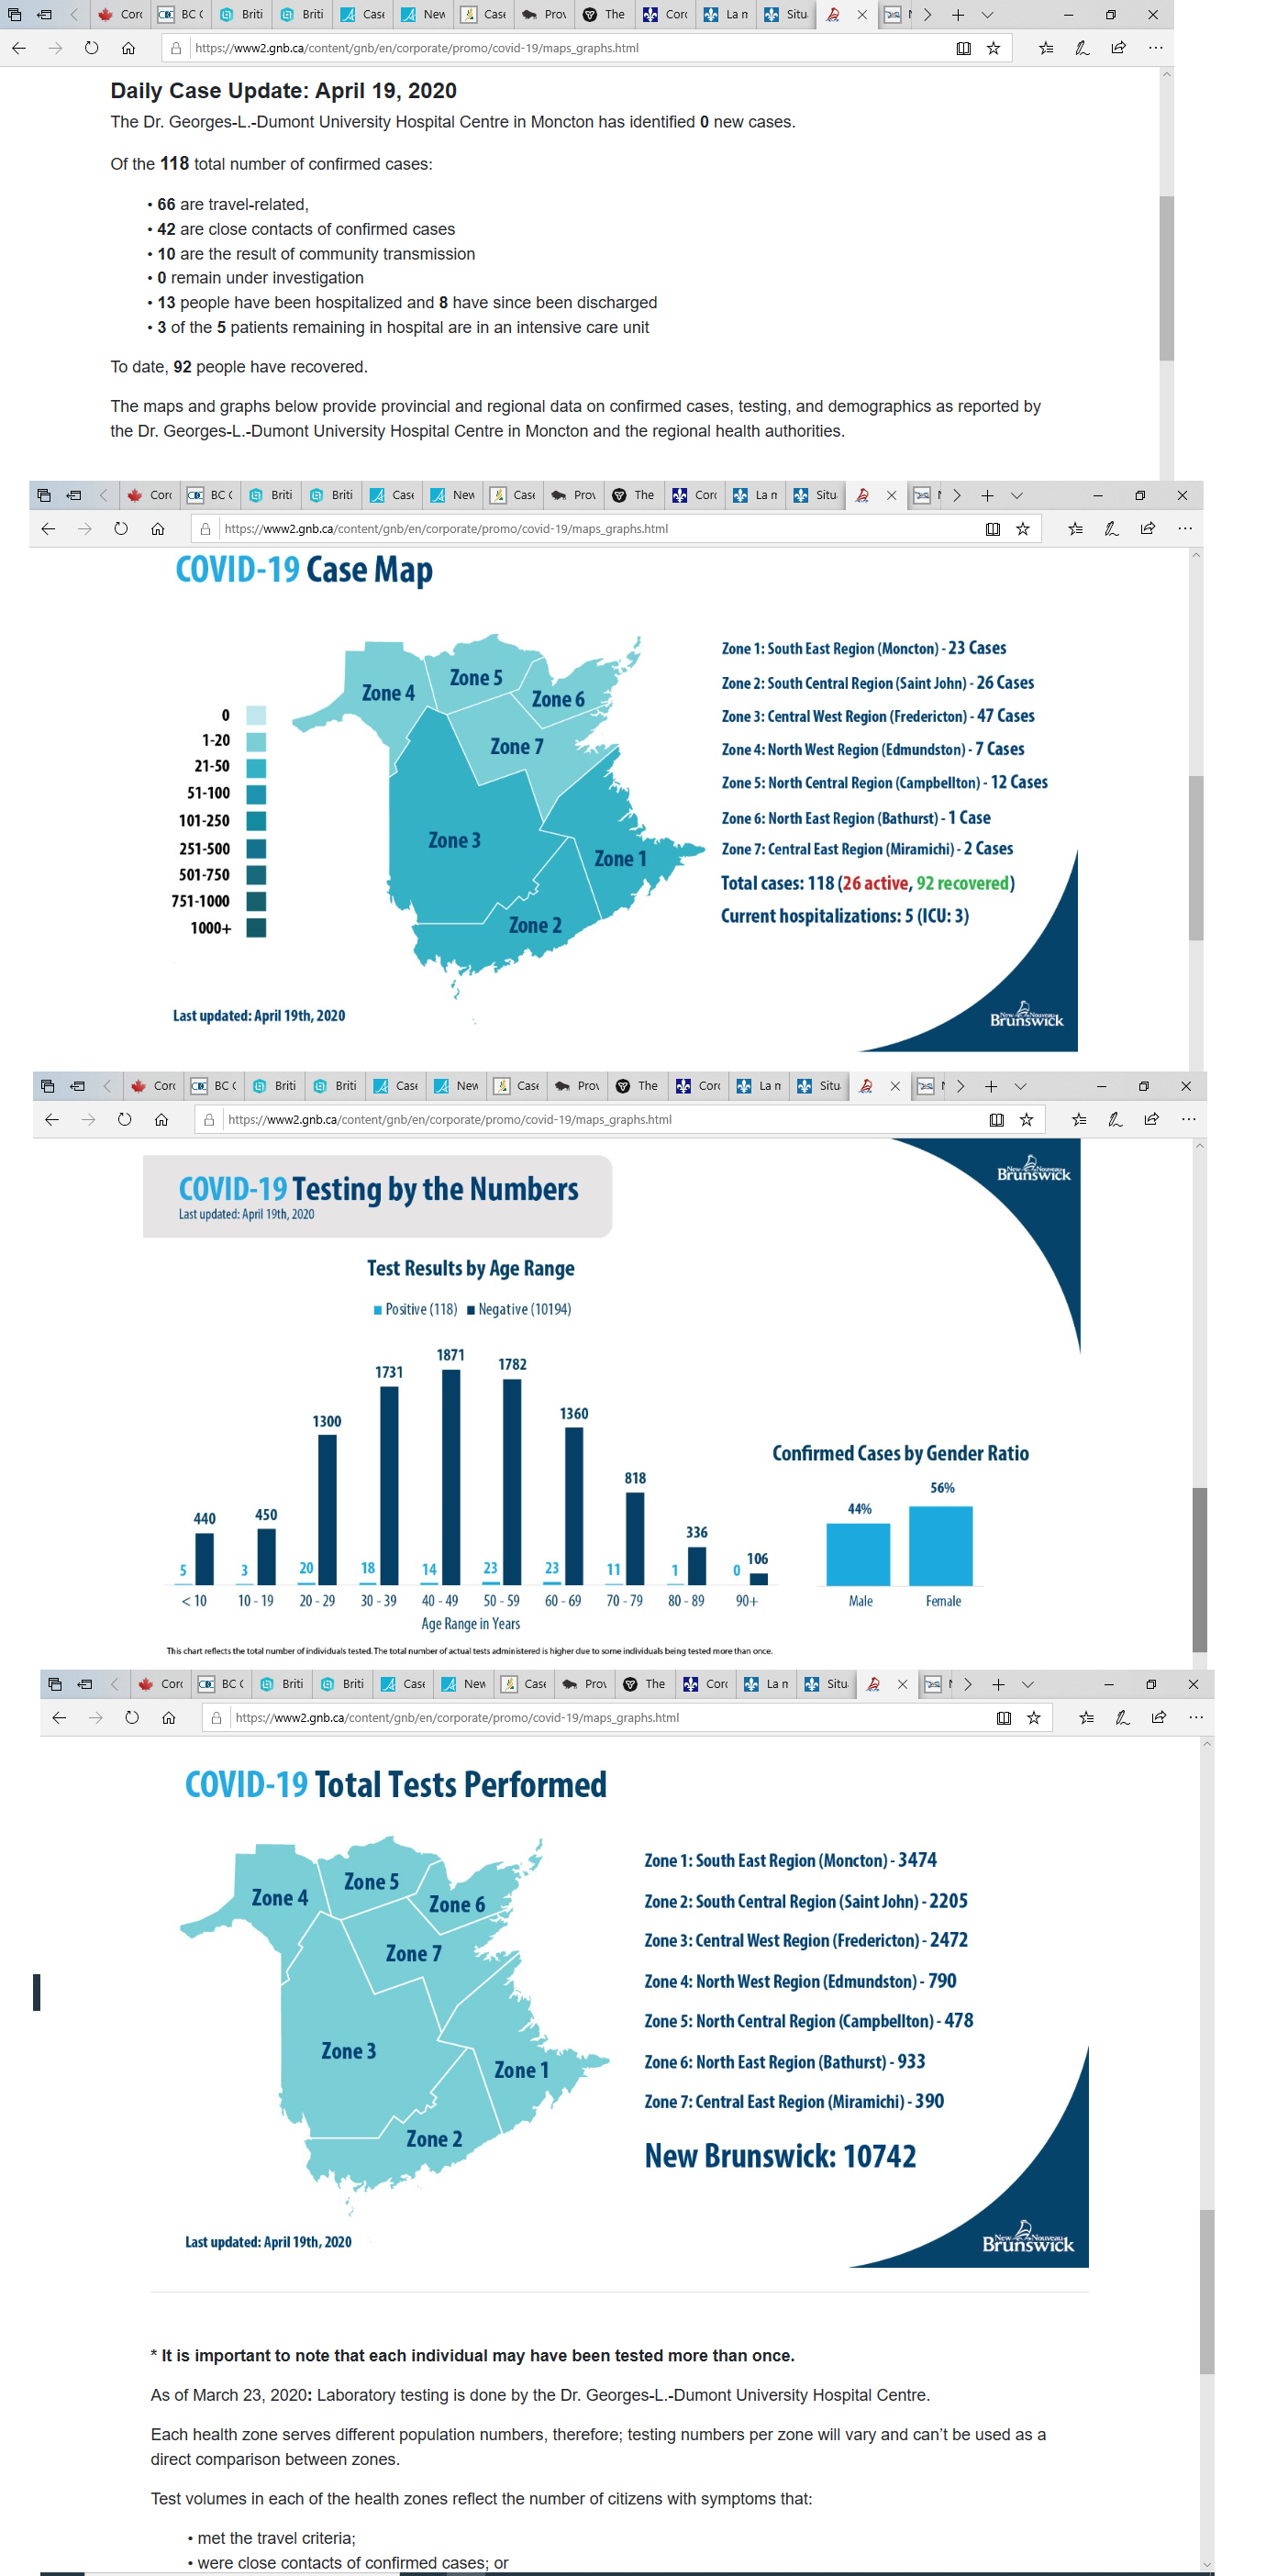 Corc BC ( Briti Briti Case New Case Prov The Corc La n Situ
https://www2.gnb.ca/content/gnb/en/corporate/promo/covid-19/maps_graphs.html
Daily Case Update: April 19, 2020
The Dr. Georges-L.-Dumont University Hospital Centre in Moncton has identified 0 new cases.
Of the 118 total number of confirmed cases:
• 66 are travel-related,
• 42 are close contacts of confirmed cases
• 10 are the result of community transmission
• 0 remain under investigation
• 13 people have been hospitalized and 8 have since been discharged
• 3 of the 5 patients remaining in hospital are in an intensive care unit
To date, 92 people have recovered.
The maps and graphs below provide provincial and regional data on confirmed cases, testing, and demographics as reported by
the Dr. Georges-L.-Dumont University Hospital Centre in Moncton and the regional health authorities.
Corc BC ( Briti Briti Case New Case Prov The Corc La n Situ
https://www2.gnb.ca/content/gnb/en/corporate/promo/covid-19/maps_graphs.html
COVID-19 Case Map
0
1-20
21-50
51-100
101-250
251-500
501-750
751-1000
1000+
Zone 4
Zone 5
Zone 6
Zone 7
Zone 3
Zone 1
Zone 2
Zone 1: South East Region (Moncton) - 23 Cases
Zone 2: South Central Region (Saint John) - 26 Cases
Zone 3: Central West Region (Fredericton) - 47 Cases
Zone 4: North West Region (Edmundston) - 7 Cases
Zone 5: North Central Region (Campbellton) - 12 Cases
Zone 6: North East Region (Bathurst) - 1 Case
Zone 7: Central East Region (Miramichi) - 2 Cases
Total cases: 118 (26 active, 92 recovered)
Current hospitalizations: 5 (ICU: 3)
Last updated: April 19th, 2020
New Nouveau
Brunswick
Corc BC ( Briti Briti Case New Case Prov The Corc La n Situ
https://www2.gnb.ca/content/gnb/en/corporate/promo/covid-19/maps_graphs.html
New Nouveau
Brunswick
COVID-19 Testing by the Numbers
Last updated: April 19th, 2020
Test Results by Age Range
Positive (118) Negative (10194)
5 440 3 450 20 1300 18 1731 14 1871 23 1782 23 1360 11 818 1 336 0 106
< 10 10 - 19 20 - 29 30 - 39 40 - 49 50 - 59 60 - 69 70 - 79 80 - 89 90+
Age Range in Years
Confirmed Cases by Gender Ratio
44% 56%
Male Female
This chart reflects the total number of individuals tested. The total number of actual tests administered is higher due to some individuals being tested more than once.
Corc BC ( Briti Briti Case New Case Prov The Corc La n Situ
https://www2.gnb.ca/content/gnb/en/corporate/promo/covid-19/maps_graphs.html
COVID-19 Total Tests Performed
Zone 4
Zone 5
Zone 6
Zone 7
Zone 3
Zone 1
Zone 2
Zone 1: South East Region (Moncton) - 3474
Zone 2: South Central Region (Saint John) - 2205
Zone 3: Central West Region (Fredericton) - 2472
Zone 4: North West Region (Edmundston) - 790
Zone 5: North Central Region (Campbellton) - 478
Zone 6: North East Region (Bathurst) - 933
Zone 7: Central East Region (Miramichi) - 390
New Brunswick: 10742
Last updated: April 19th, 2020
New Nouveau
Brunswick
* It is important to note that each individual may have been tested more than once.
As of March 23, 2020: Laboratory testing is done by the Dr. Georges-L.-Dumont University Hospital Centre.
Each health zone serves different population numbers, therefore; testing numbers per zone will vary and can’t be used as a
direct comparison between zones.
Test volumes in each of the health zones reflect the number of citizens with symptoms that:
• met the travel criteria;
• were close contacts of confirmed cases; or